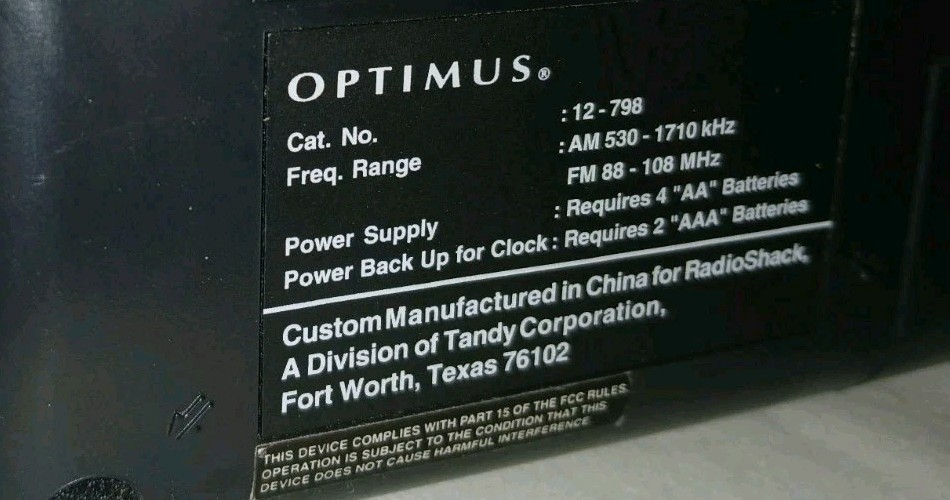 OPTIMUS®
Cat. No. : 12-798
Freq. Range : AM 530 - 1710 kHz
FM 88 - 108 MHz
Power Supply : Requires 4 "AA" Batteries
Power Back Up for Clock : Requires 2 "AAA" Batteries
Custom Manufactured in China for RadioShack,
A Division of Tandy Corporation,
Fort Worth, Texas 76102
THIS DEVICE COMPLIES WITH PART 15 OF THE FCC RULES.
OPERATION IS SUBJECT TO THE CONDITION THAT THIS
DEVICE DOES NOT CAUSE HARMFUL INTERFERENCE.